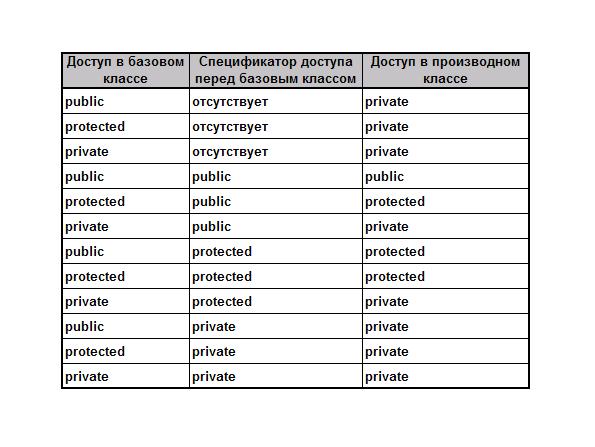 Доступ в базовом классе Спецификатор доступа перед базовым классом Доступ в производном классе
public отсутствует private
protected отсутствует private
private отсутствует private
public public public
protected public protected
private public private
public protected protected
protected protected protected
private protected private
public private private
protected private private
private private private